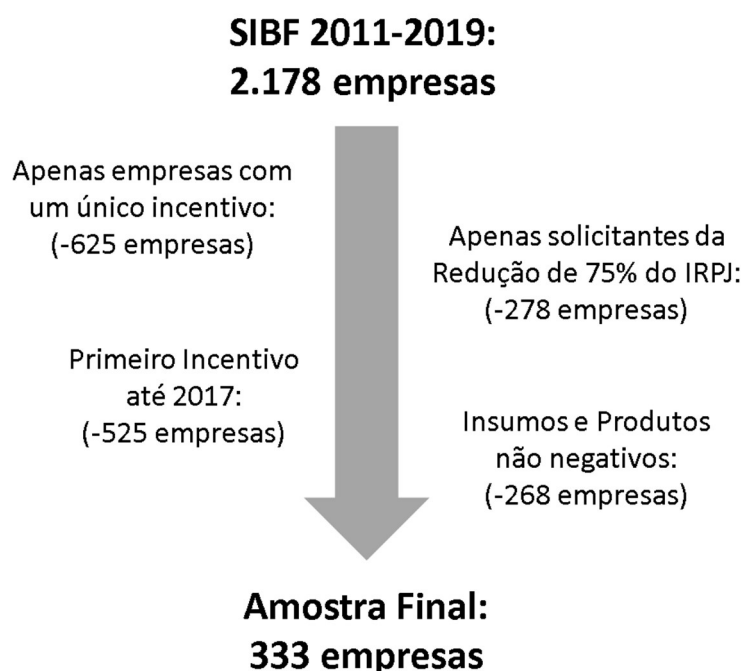 SIBF 2011-2019:
2.178 empresas
Apenas empresas com
um único incentivo:
(-625 empresas)
Apenas solicitantes da
Redução de 75% do IRPJ:
(-278 empresas)
Primeiro Incentivo
até 2017:
(-525 empresas)
Insumos e Produtos
não negativos:
(-268 empresas)
Amostra Final:
333 empresas